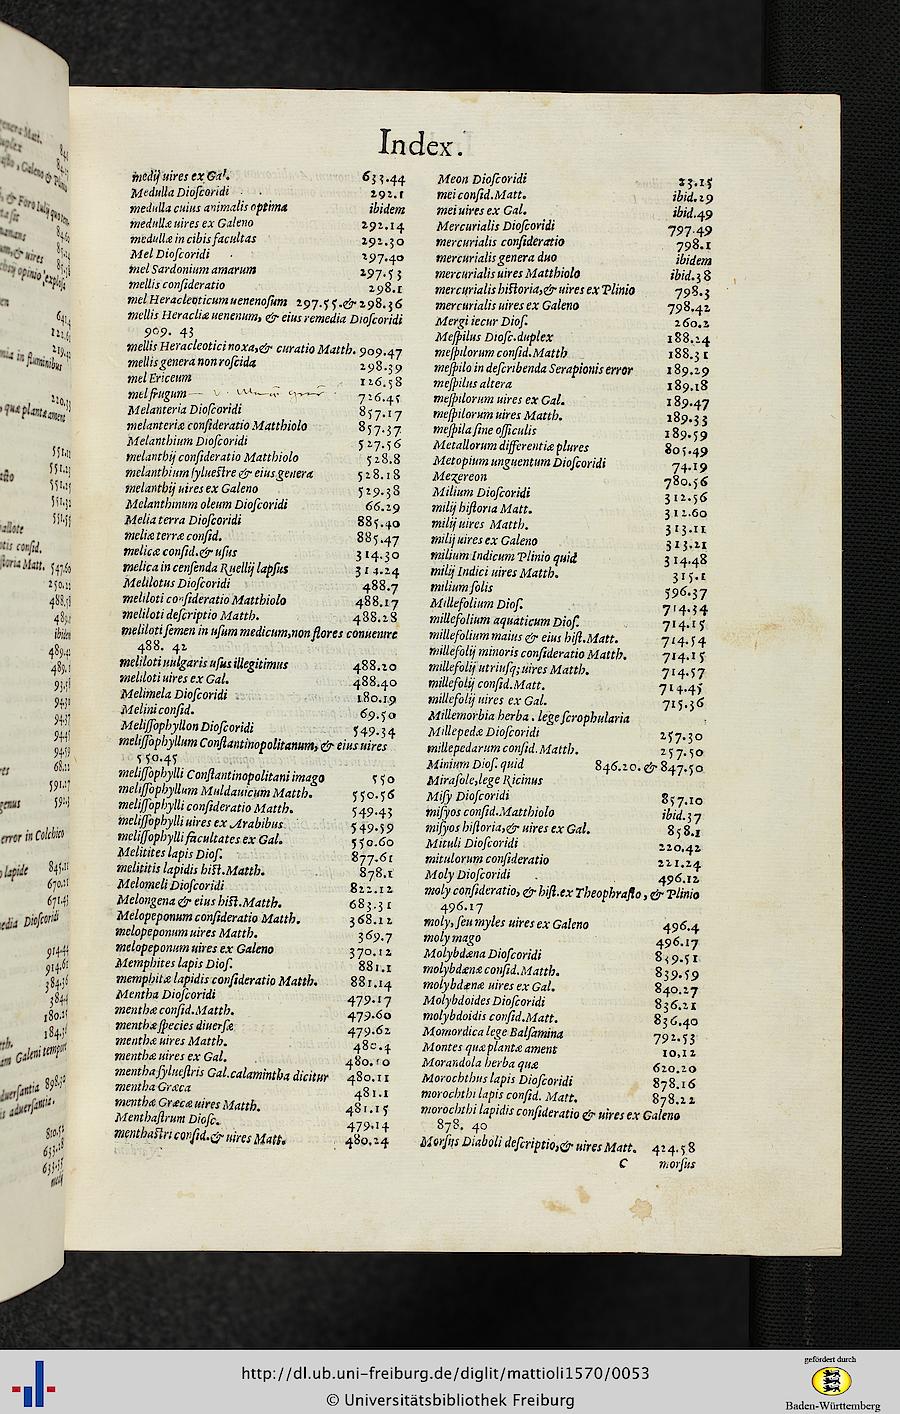 Index.
medij uires ex Gal. 633.44
Medulla Dioſcoridi 292.1
medulla cuius animalis optima ibidem
medullæ uires ex Galeno 292.14
medullæ in cibis facultas 292.30
Mel Dioſcoridi 297.40
mel Sardonium amarum 297.53
mellis conſideratio 298.1
mel Heracleoticum uenenoſum 297.55.& 298.36
mellis Heracliæ uenenum, & eius remedia Dioſcoridi
909. 43
mellis Heracleotici noxa,& curatio Matth. 909.47
mellis genera non roſcida 298.39
mel Ericeum 126.58
mel frugum 726.45
Melanteria Dioſcoridi 857.17
melanteriæ conſideratio Matthiolo 857.37
Melanthium Dioſcoridi 527.56
melanthij conſideratio Matthiolo 528.8
melanthium ſylueſtre & eius genera 528.18
melanthij uires ex Galeno 529.38
Melanthinum oleum Dioſcoridi 66.29
Melia terra Dioſcoridi 885.40
meliæ terræ conſid. 885.47
melicæ conſid.& uſus 314.30
melica in cenſenda Ruellij lapſus 314.24
Melilotus Dioſcoridi 488.7
meliloti conſideratio Matthiolo 488.17
meliloti deſcriptio Matth. 488.28
meliloti ſemen in uſum medicum,non flores conuenire
488. 42
meliloti uulgaris uſus illegitimus 488.20
meliloti uires ex Gal. 488.40
Melimela Dioſcoridi 180.19
Melini conſid. 69.50
Meliſſophyllon Dioſcoridi 549.34
meliſſophyllum Conſtantinopolitanum, & eius uires
550.45
meliſſophylli Conſtantinopolitani imago 550
meliſſophyllum Muldauicum Matth. 550.56
meliſſophylli conſideratio Matth. 549.43
meliſſophylli uires ex Arabibus 549.59
meliſſophylli facultates ex Gal. 550.60
Melitites lapis Dioſ. 877.61
melititis lapidis hiſt.Matth. 878.1
Melomeli Dioſcoridi 822.12
Melongena & eius hiſt.Matth. 683.31
Melopeponum conſideratio Matth. 368.12
melopeponum uires Matth. 369.7
melopeponum uires ex Galeno 370.12
Memphites lapis Dioſ. 881.1
memphitæ lapidis conſideratio Matth. 881.14
Mentha Dioſcoridi 479.17
menthæ conſid.Matth. 479.60
menthæ ſpecies diuerſæ 479.62
menthæ uires Matth. 480.4
menthæ uires ex Gal. 480.10
mentha ſylueſtris Gal.calamintha dicitur 480.11
mentha Græca 481.1
menthæ Græcæ uires Matth. 481.15
Menthaſtrum Dioſc. 479.14
menthaſtri conſid.& uires Matt. 480.24
Meon Dioſcoridi 23.15
mei conſid.Matt. ibid.29
mei uires ex Gal. ibid.49
Mercurialis Dioſcoridi 797.49
mercurialis conſideratio 798.1
mercurialis genera duo ibidem
mercurialis uires Matthiolo ibid.38
mercurialis hiſtoria,& uires ex Plinio 798.3
mercurialis uires ex Galeno 798.42
Mergi iecur Dioſ. 260.2
Meſpilus Dioſc.duplex 188.24
meſpilorum conſid.Matth 188.31
meſpilo in deſcribenda Serapionis error 189.29
meſpilus altera 189.18
meſpilorum uires ex Gal. 189.47
meſpilorum uires Matth. 189.33
meſpila ſine oſſiculis 189.59
Metallorum differentiæ plures 805.49
Metopium unguentum Dioſcoridi 74.19
Mezereon 780.56
Milium Dioſcoridi 312.56
milij hiſtoria Matt. 312.60
milij uires Matth. 313.11
milij uires ex Galeno 313.21
milium Indicum Plinio quid 314.48
milij Indici uires Matth. 315.1
milium ſolis 596.37
Millefolium Dioſ. 714.34
millefolium aquaticum Dioſ. 714.15
millefolium maius & eius hiſt.Matt. 714.54
millefolij minoris conſideratio Matth. 714.15
millefolij utriuſq; uires Matth. 714.57
millefolij conſid.Matt. 714.45
millefolij uires ex Gal. 715.36
Millemorbia herba . lege ſcrophularia
Millepedæ Dioſcoridi 257.30
millepedarum conſid.Matth. 257.50
Minium Dioſ. quid 846.20.& 847.50
Miraſole,lege Ricinus
Miſy Dioſcoridi 857.10
miſyos conſid.Matthiolo ibid.37
miſyos hiſtoria,& uires ex Gal. 858.1
Mituli Dioſcoridi 220.42
mitulorum conſideratio 221.24
Moly Dioſcoridi 496.12
moly conſideratio, & hiſt.ex Theophraſto , & Plinio
496.17
moly, ſeu myles uires ex Galeno 496.4
moly mago 496.17
Molybdæna Dioſcoridi 839.51
molybdænæ conſid.Matth. 839.59
molybdænæ uires ex Gal. 840.27
Molybdoides Dioſcoridi 836.21
molybdoidis conſid.Matt. 836.40
Momordica lege Balſamina 792.53
Montes quæ plantæ ament 10.12
Morandola herba quæ 620.20
Morochthus lapis Dioſcoridi 878.16
morochthi lapis conſid. Matt. 878.22
morochthi lapidis conſideratio & uires ex Galeno
878. 40
Morſus Diaboli deſcriptio,& uires Matt. 424.58
C morſus
http://dl.ub.uni-freiburg.de/diglit/mattioli1570/0053
© Universitätsbibliothek Freiburg
gefördert durch
Baden-Württemberg